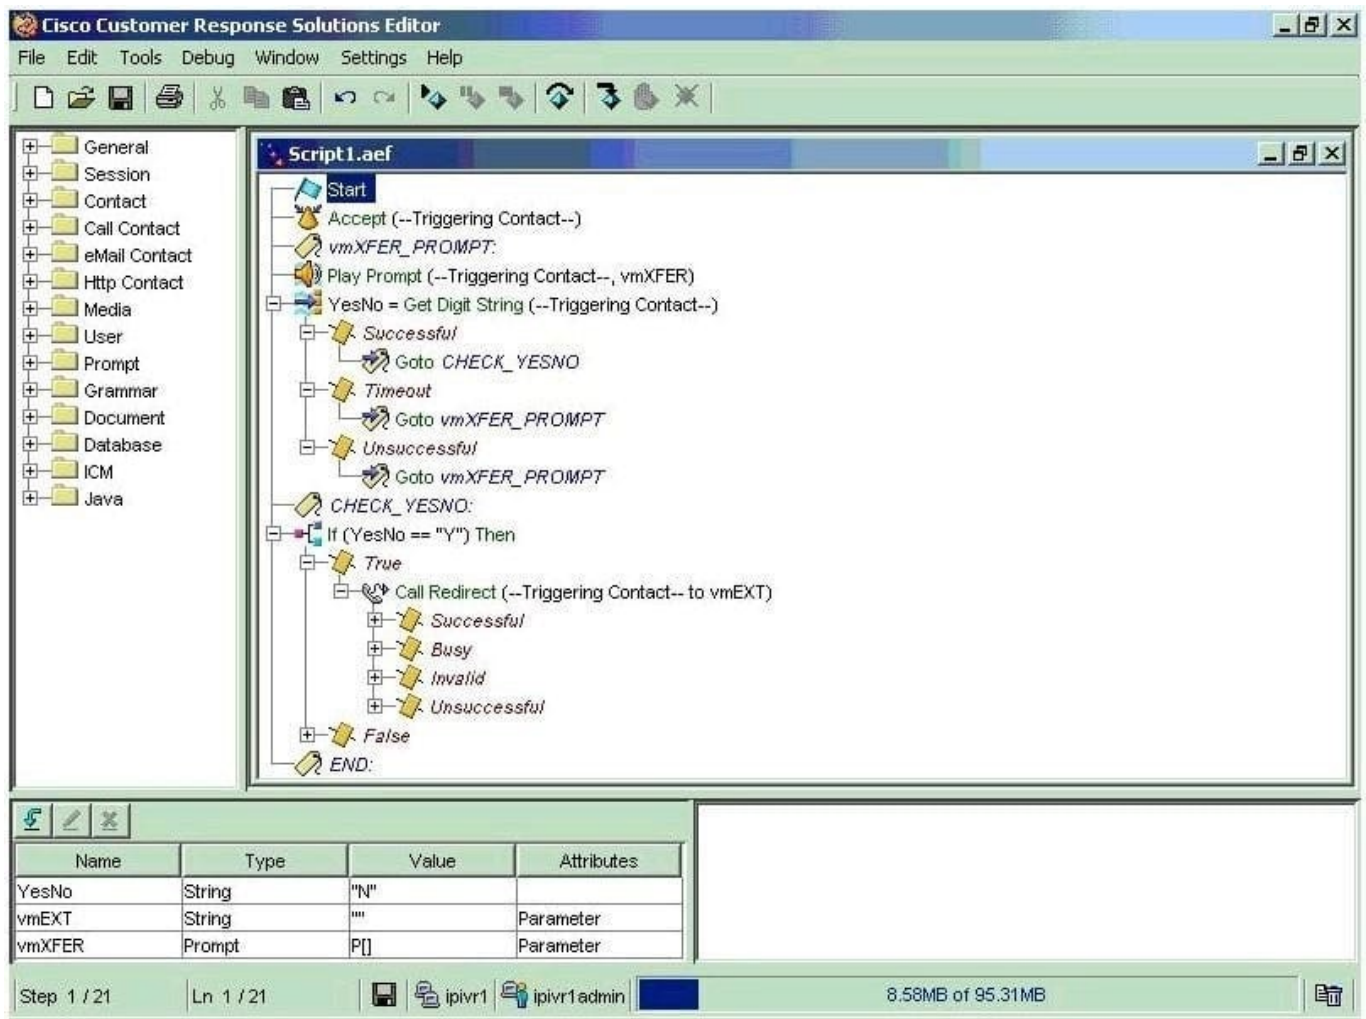 Cisco Customer Response Solutions Editor
File Edit Tools Debug Window Settings Help
General
Session
Contact
Call Contact
eMail Contact
Http Contact
Media
User
Prompt
Grammar
Document
Database
ICM
Java
Script1.aef
Start
Accept (--Triggering Contact--)
vmXFER_PROMPT:
Play Prompt (--Triggering Contact--, vmXFER)
YesNo = Get Digit String (--Triggering Contact--)
Successful
Goto CHECK_YESNO
Timeout
Goto vmXFER_PROMPT
Unsuccessful
Goto vmXFER_PROMPT
CHECK_YESNO:
If (YesNo == "Y") Then
True
Call Redirect (--Triggering Contact-- to vmEXT)
Successful
Busy
Invalid
Unsuccessful
False
END:
Name Type Value Attributes
YesNo String "N"
vmEXT String "" Parameter
vmXFER Prompt P[] Parameter
Step 1 / 21 Ln 1 / 21 ipivr1 ipivr1admin 8.58MB of 95.31MB